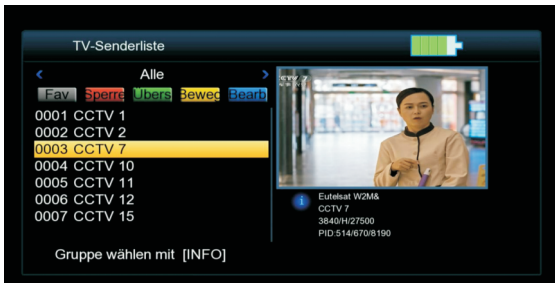 TV-Senderliste
Alle
Fav Sperre Übers Beweg Bearb
0001 CCTV 1
0002 CCTV 2
0003 CCTV 7
0004 CCTV 10
0005 CCTV 11
0006 CCTV 12
0007 CCTV 15
Gruppe wählen mit [INFO]
CCTV 7
Eutelsat W2M&
CCTV 7
3840/H/27500
PID:514/670/8190